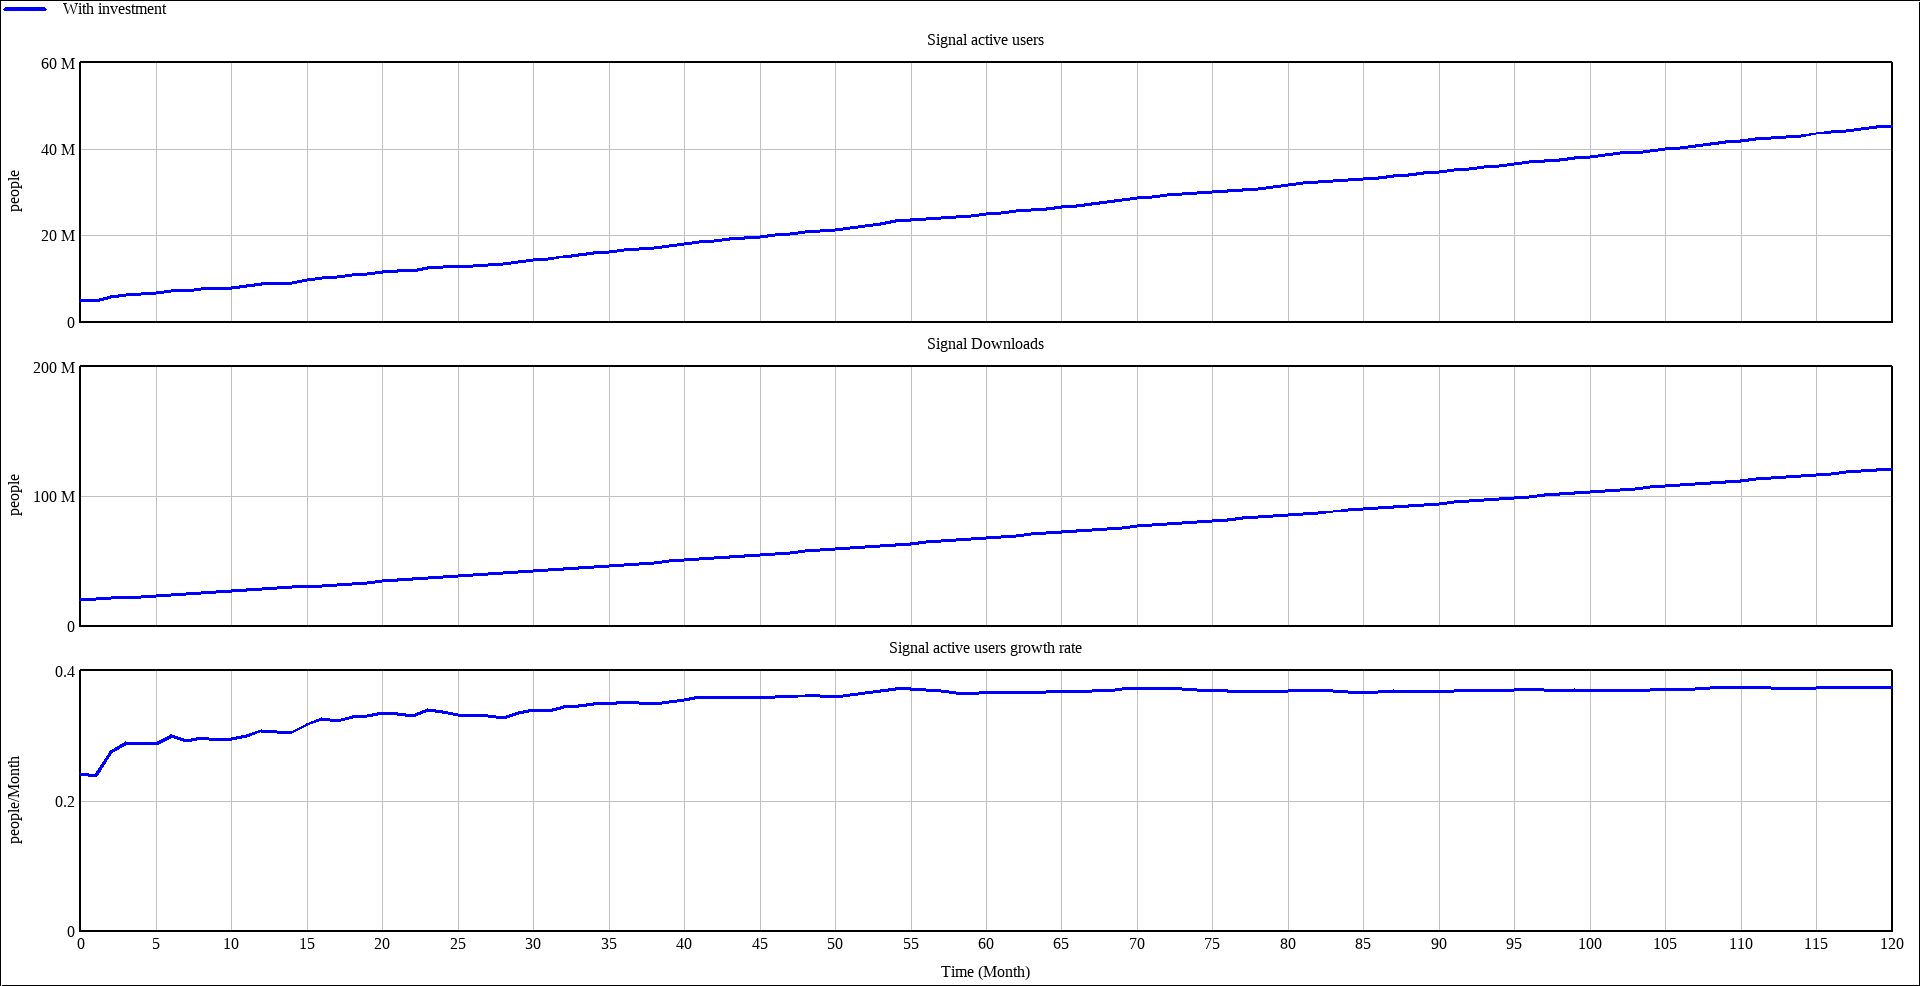 With investment
Signal active users
60 M
40 M
20 M
0
people
Signal Downloads
200 M
100 M
0
people
Signal active users growth rate
0.4
0.2
0
people/Month
0 5 10 15 20 25 30 35 40 45 50 55 60 65 70 75 80 85 90 95 100 105 110 115 120
Time (Month)